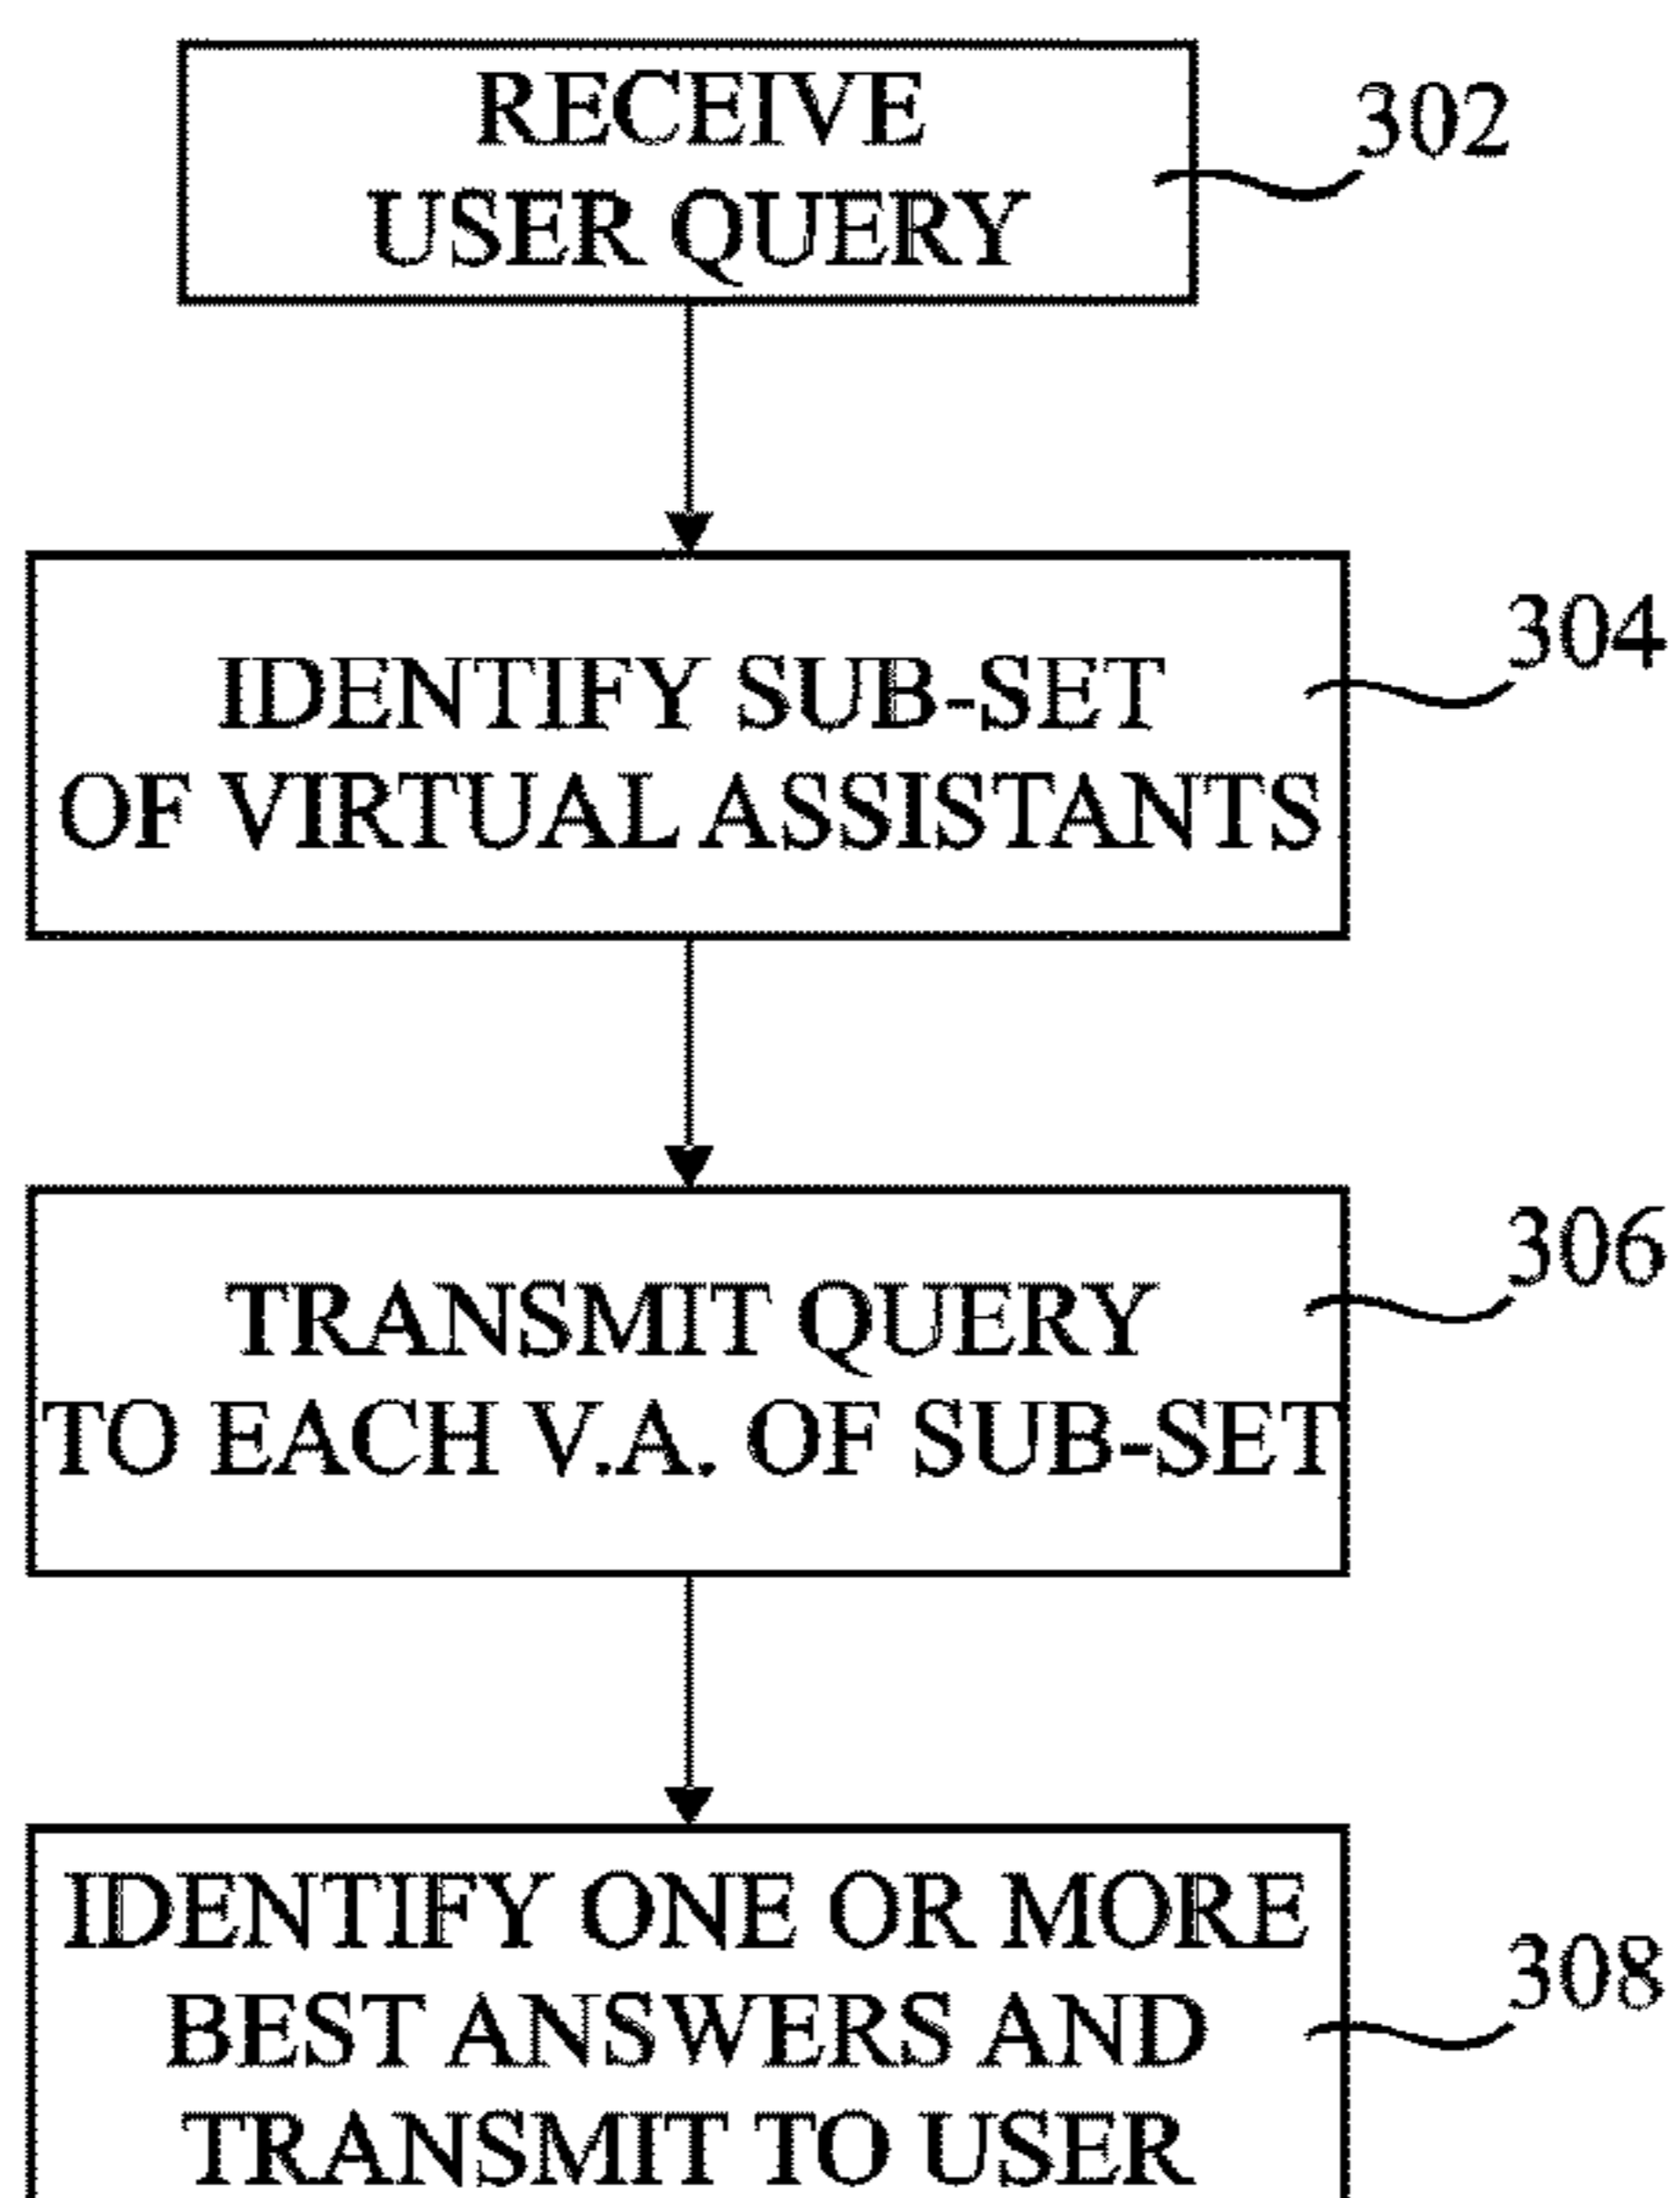 RECEIVE
USER QUERY
302
IDENTIFY SUB-SET
OF VIRTUAL ASSISTANTS
304
TRANSMIT QUERY
TO EACH V.A. OF SUB-SET
306
IDENTIFY ONE OR MORE
BEST ANSWERS AND
TRANSMIT TO USER
308